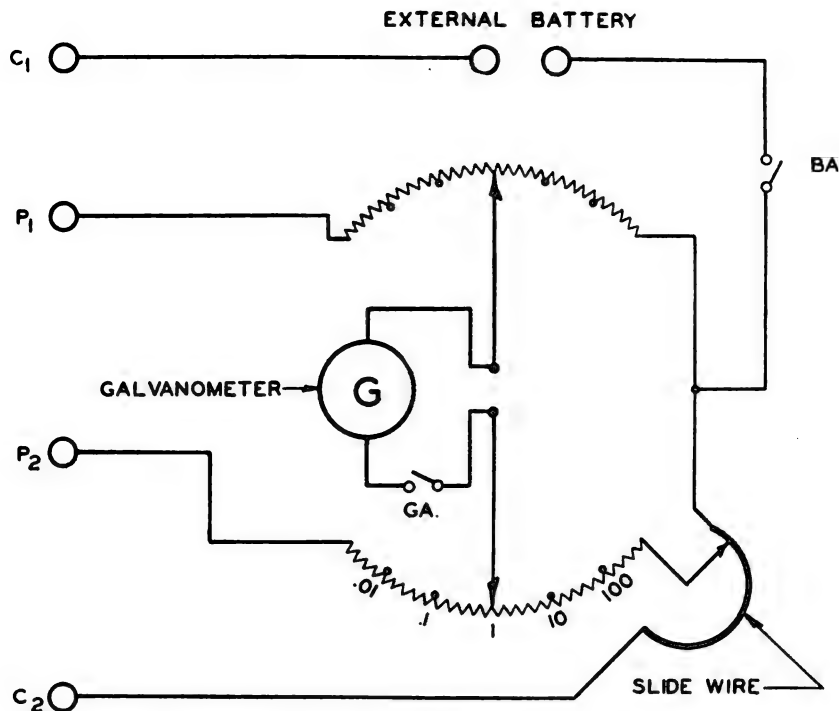 EXTERNAL BATTERY
C1
BA
P1
GALVANOMETER
G
P2
GA.
.01
.1
1
10
100
SLIDE WIRE
C2